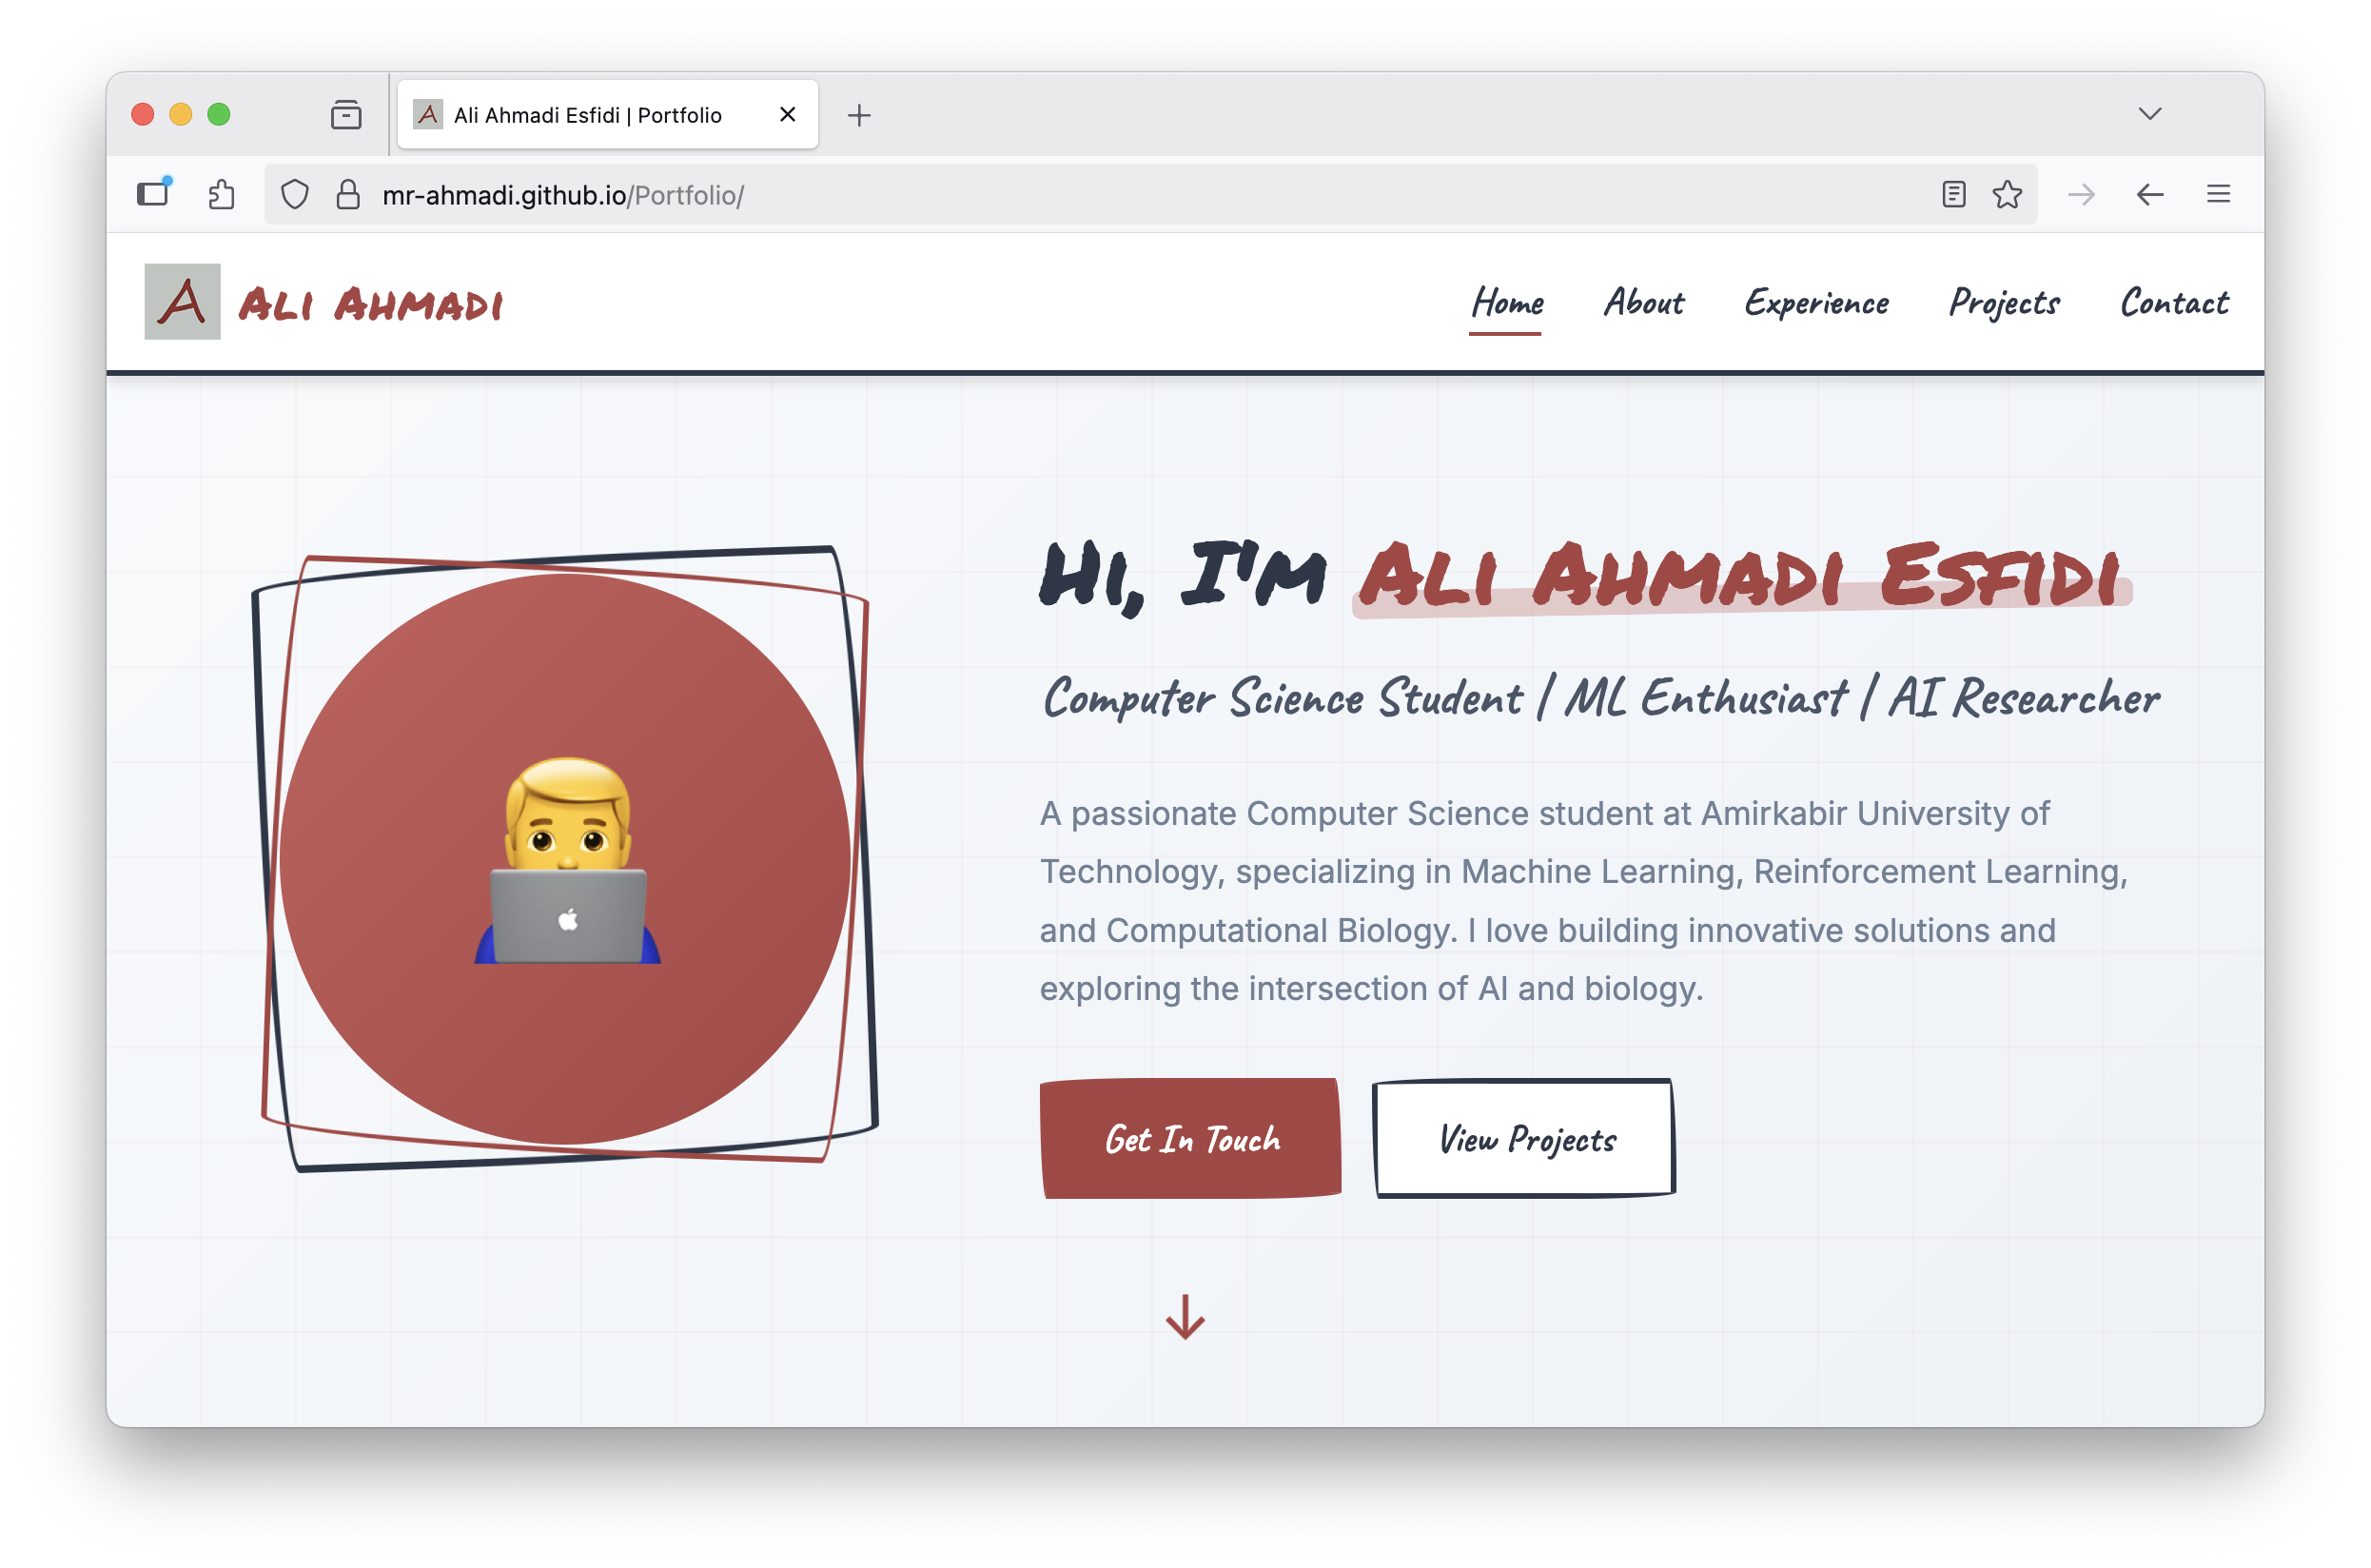 Ali Ahmadi Esfidi | Portfolio
mr-ahmadi.github.io/Portfolio/
A Ali Ahmadi
Home About Experience Projects Contact
Hi, I'm Ali Ahmadi Esfidi
Computer Science Student | ML Enthusiast | AI Researcher
A passionate Computer Science student at Amirkabir University of
Technology, specializing in Machine Learning, Reinforcement Learning,
and Computational Biology. I love building innovative solutions and
exploring the intersection of AI and biology.
Get In Touch
View Projects